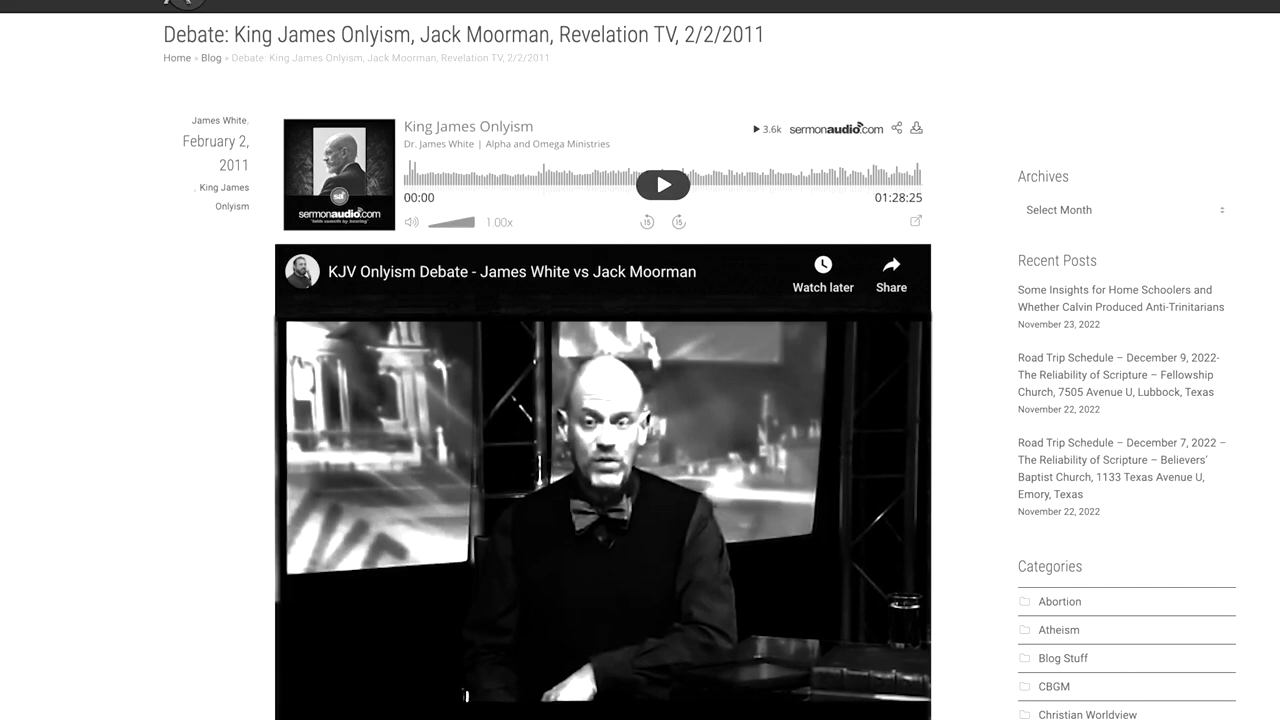 Debate: King James Onlyism, Jack Moorman, Revelation TV, 2/2/2011
Home » Blog » Debate: King James Onlyism, Jack Moorman, Revelation TV, 2/2/2011
James White,
February 2,
2011
, King James
Onlyism
King James Onlyism
3.6k sermonaudio.com
Dr. James White | Alpha and Omega Ministries
sa
sermonaudio.com
00:00
01:28:25
1.00x
15
15
KJV Onlyism Debate - James White vs Jack Moorman
Watch later
Share
Archives
Select Month
Recent Posts
Some Insights for Home Schoolers and
Whether Calvin Produced Anti-Trinitarians
November 23, 2022
Road Trip Schedule – December 9, 2022-
The Reliability of Scripture – Fellowship
Church, 7505 Avenue U, Lubbock, Texas
November 22, 2022
Road Trip Schedule – December 7, 2022 –
The Reliability of Scripture – Believers’
Baptist Church, 1133 Texas Avenue U,
Emory, Texas
November 22, 2022
Categories
Abortion
Atheism
Blog Stuff
CBGM
Christian Worldview